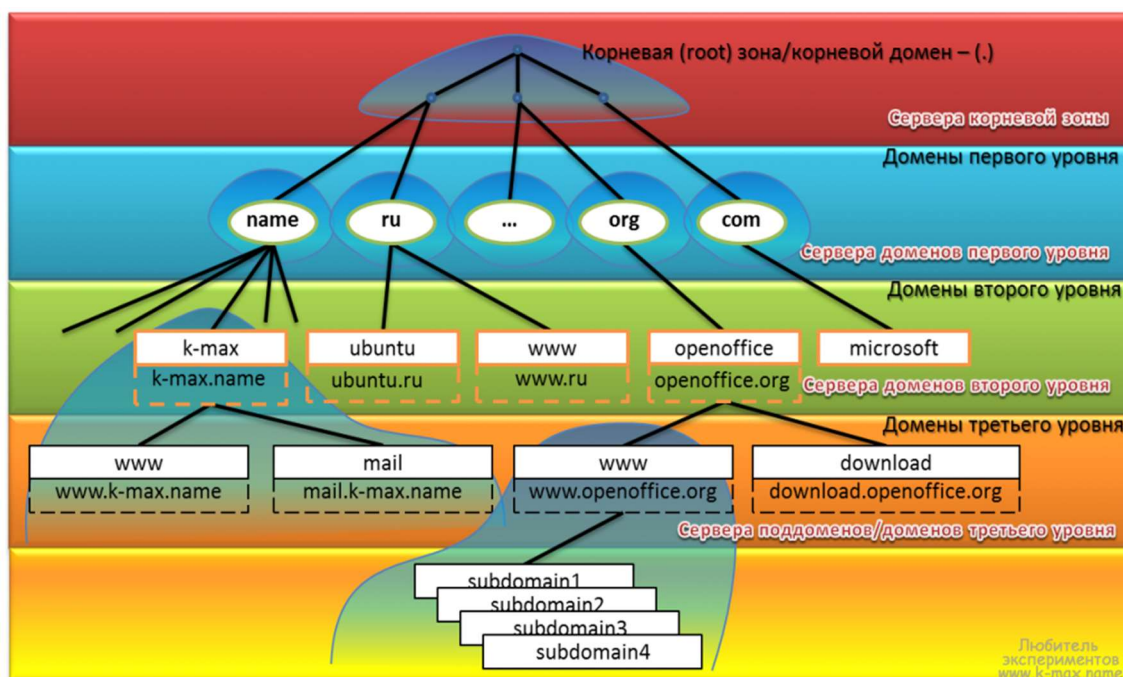 Корневая (root) зона/корневой домен – (.)
Сервера корневой зоны
Домены первого уровня
name
ru
...
org
com
Сервера доменов первого уровня
Домены второго уровня
k-max
ubuntu
www
openoffice
microsoft
k-max.name
ubuntu.ru
www.ru
openoffice.org
Сервера доменов второго уровня
Домены третьего уровня
www
mail
www
download
www.k-max.name
mail.k-max.name
www.openoffice.org
download.openoffice.org
Сервера поддоменов/доменов третьего уровня
subdomain1
subdomain2
subdomain3
subdomain4
Любитель
экспериментов
www.k-max.name